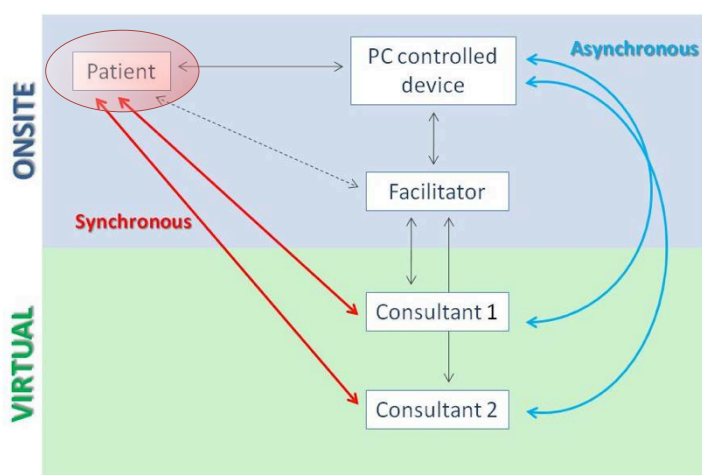 ONSITE
Patient
PC controlled
device
Asynchronous
Facilitator
Synchronous
VIRTUAL
Consultant 1
Consultant 2